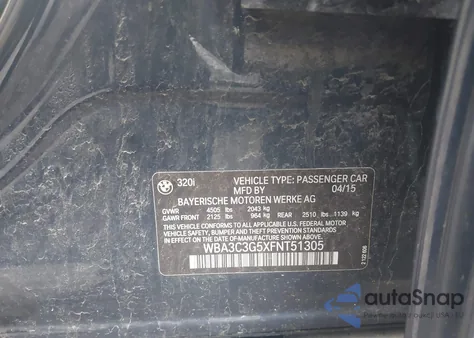 320i VEHICLE TYPE: PASSENGER CAR
MFD BY 04/15
BAYERISCHE MOTOREN WERKE AG
GVWR 4505 lbs 2043 kg
GAWR FRONT 2125 lbs 964 kg REAR 2510 lbs 1139 kg
THIS VEHICLE CONFORMS TO ALL APPLICABLE U.S. FEDERAL MOTOR
VEHICLE SAFETY, BUMPER, AND THEFT PREVENTION STANDARDS IN EFFECT ON THE
DATE OF MANUFACTURE SHOWN ABOVE.
WBA3C3G5XFNT51305
autoSnap